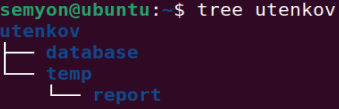 semyon@ubuntu:~$ tree utenkov
utenkov
├── database
└── temp
    └── report